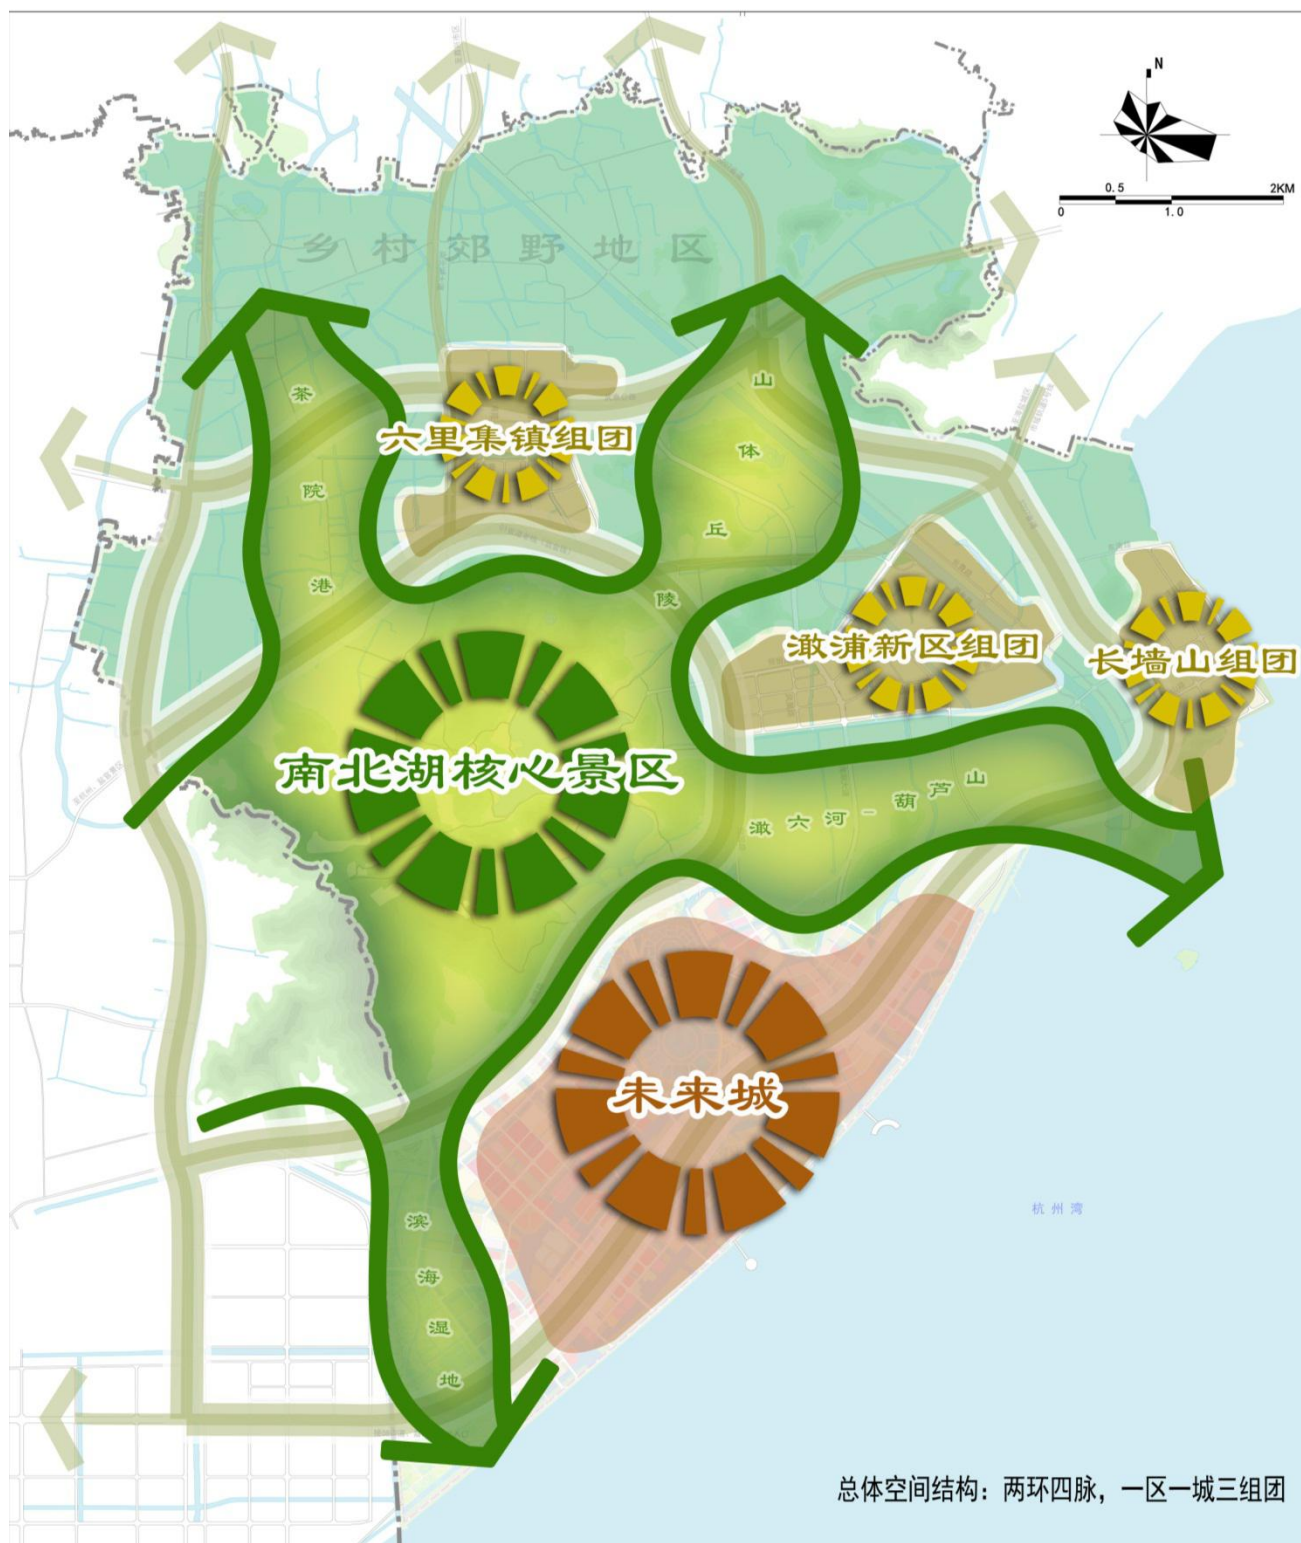 N
0.5
2KM
0
1.0
乡村郊野地区
茶院港
山体丘陵
六里集镇组团
澉浦新区组团
长墙山组团
南北湖核心景区
澉六河-葫芦山
未来城
杭州湾
滨海湿地
总体空间结构：两环四脉，一区一城三组团